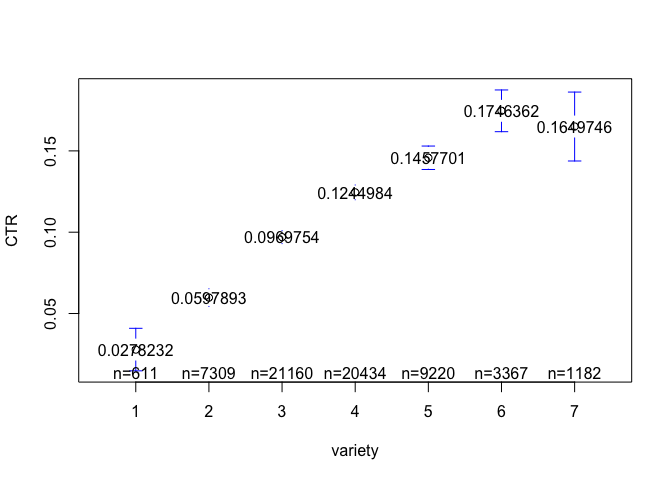 0.1746362
0.1649746
0.1457701
0.1244984
0.0969754
0.0597893
0.0278232
n=611 n=7309 n=21160 n=20434 n=9220 n=3367 n=1182
0.15
0.10
0.05
CTR
1 2 3 4 5 6 7
variety